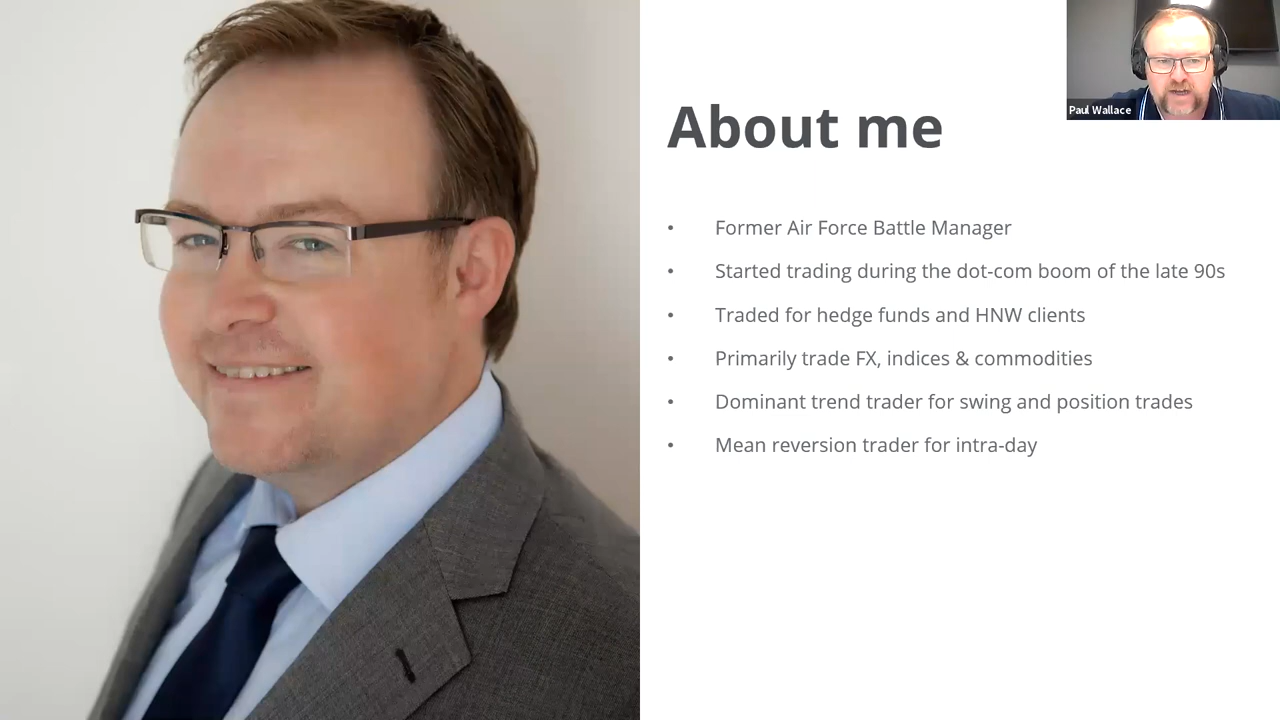 About me
Paul Wallace
• Former Air Force Battle Manager
• Started trading during the dot-com boom of the late 90s
• Traded for hedge funds and HNW clients
• Primarily trade FX, indices & commodities
• Dominant trend trader for swing and position trades
• Mean reversion trader for intra-day